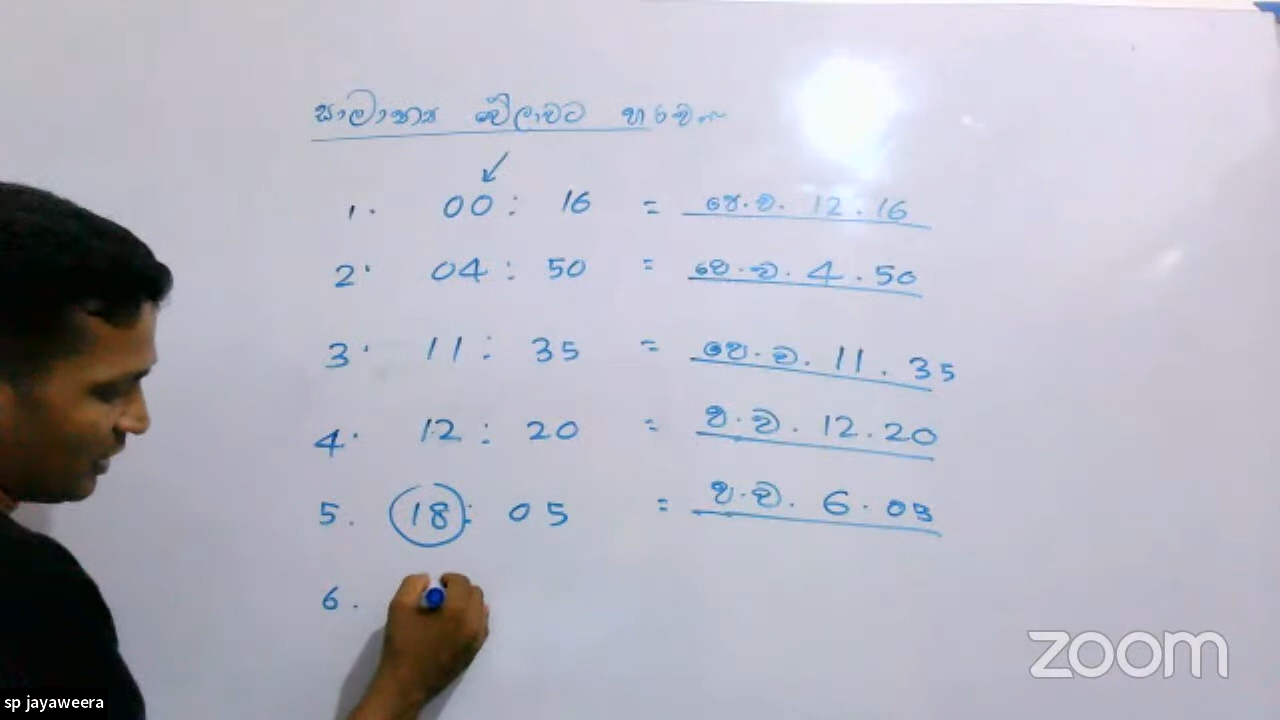 සාමාන්‍ය වේලාවට හරවන්න
1. 00 : 16 = පෙ.ව. 12.16
2. 04 : 50 = පෙ.ව. 4.50
3. 11 : 35 = පෙ.ව. 11.35
4. 12 : 20 = ප.ව. 12.20
5. 18 : 05 = ප.ව. 6.05
6.
zoom
sp jayaweera